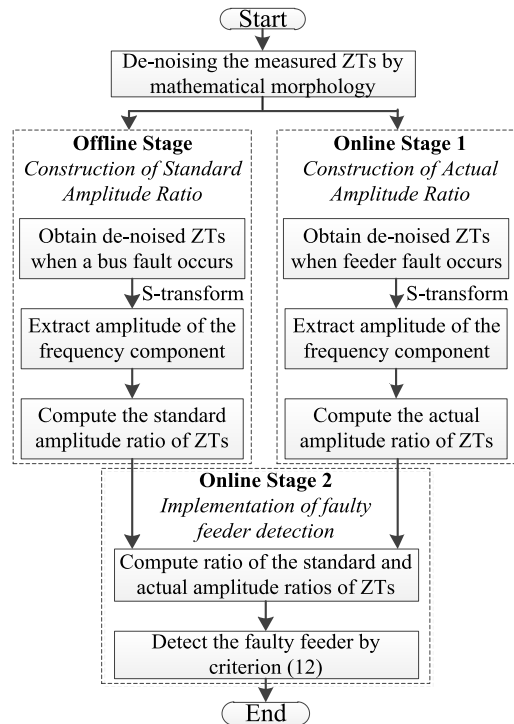 Start
De-noising the measured ZTs by
mathematical morphology
Offline Stage
Construction of Standard
Amplitude Ratio
Obtain de-noised ZTs
when a bus fault occurs
S-transform
Extract amplitude of the
frequency component
Compute the standard
amplitude ratio of ZTs
Online Stage 1
Construction of Actual
Amplitude Ratio
Obtain de-noised ZTs
when feeder fault occurs
S-transform
Extract amplitude of the
frequency component
Compute the actual
amplitude ratio of ZTs
Online Stage 2
Implementation of faulty
feeder detection
Compute ratio of the standard and
actual amplitude ratios of ZTs
Detect the faulty feeder by
criterion (12)
End